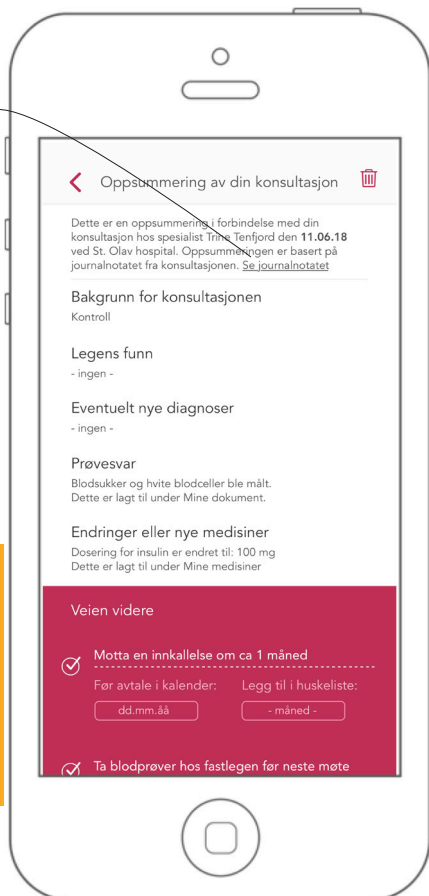 Oppsummering av din konsultasjon
Dette er en oppsummering i forbindelse med din
konsultasjon hos spesialist Trine Tenfjord den 11.06.18
ved St. Olav hospital. Oppsummeringen er basert på
journalnotatet fra konsultasjonen. Se journalnotatet
Bakgrunn for konsultasjonen
Kontroll
Legens funn
- ingen -
Eventuelt nye diagnoser
- ingen -
Prøvesvar
Blodsukker og hvite blodceller ble målt.
Dette er lagt til under Mine dokument.
Endringer eller nye medisiner
Dosering for insulin er endret til: 100 mg
Dette er lagt til under Mine medisiner
Veien videre
Motta en innkallelse om ca 1 måned
Før avtale i kalender: Legg til i huskeliste:
dd.mm.åå - måned -
Ta blodprøver hos fastlegen før neste møte